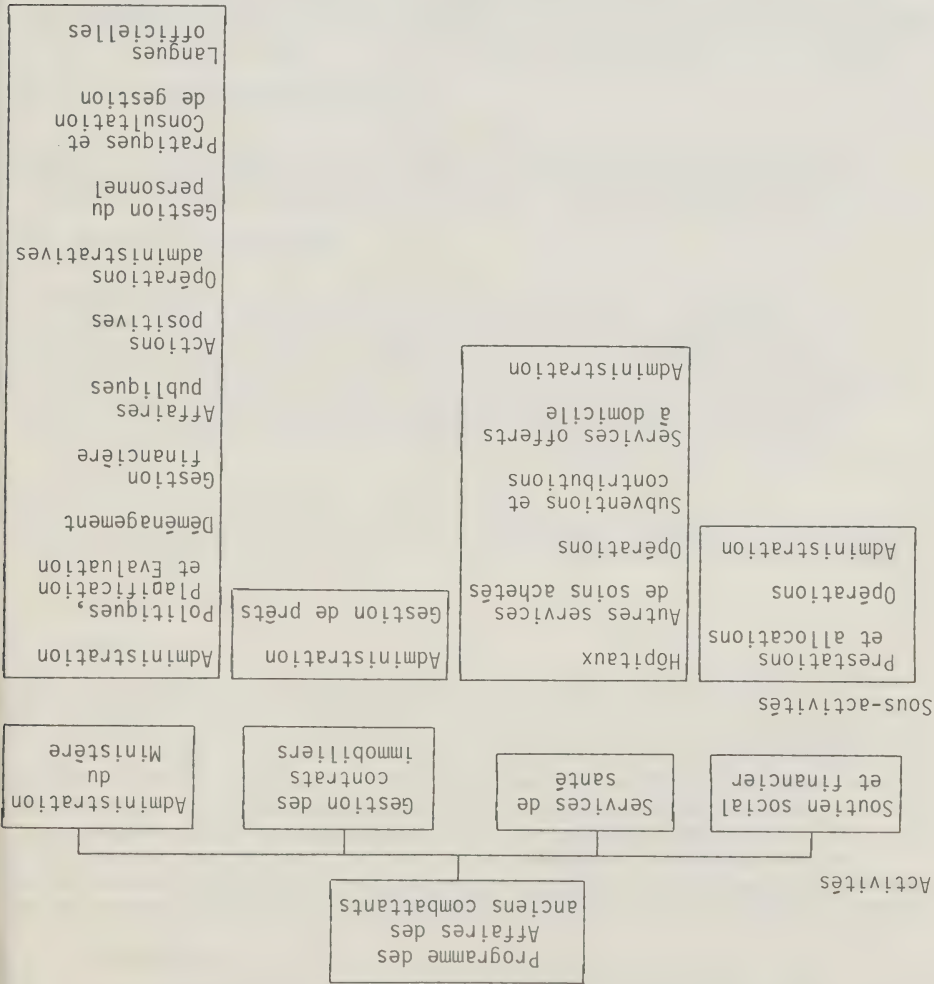 Programme des
Affaires des
anciens combattants
Activités
Soutien social
et financier
Services de
santé
Gestion des
contrats
immobiliers
Administration
du
Ministère
Sous-activités
Prestations
et allocations
Opérations
Administration
Hôpitaux
Autres services
de soins achetés
Opérations
Subventions et
contributions
Services offerts
à domicile
Administration
Administration
Gestion de prêts
Administration
Politiques,
Planification
et Evaluation
Déménagement
Gestion
financière
Affaires
publiques
Actions
positives
Opérations
administratives
Gestion du
personnel
Pratiques et
Consultation
de gestion
Langues
officielles